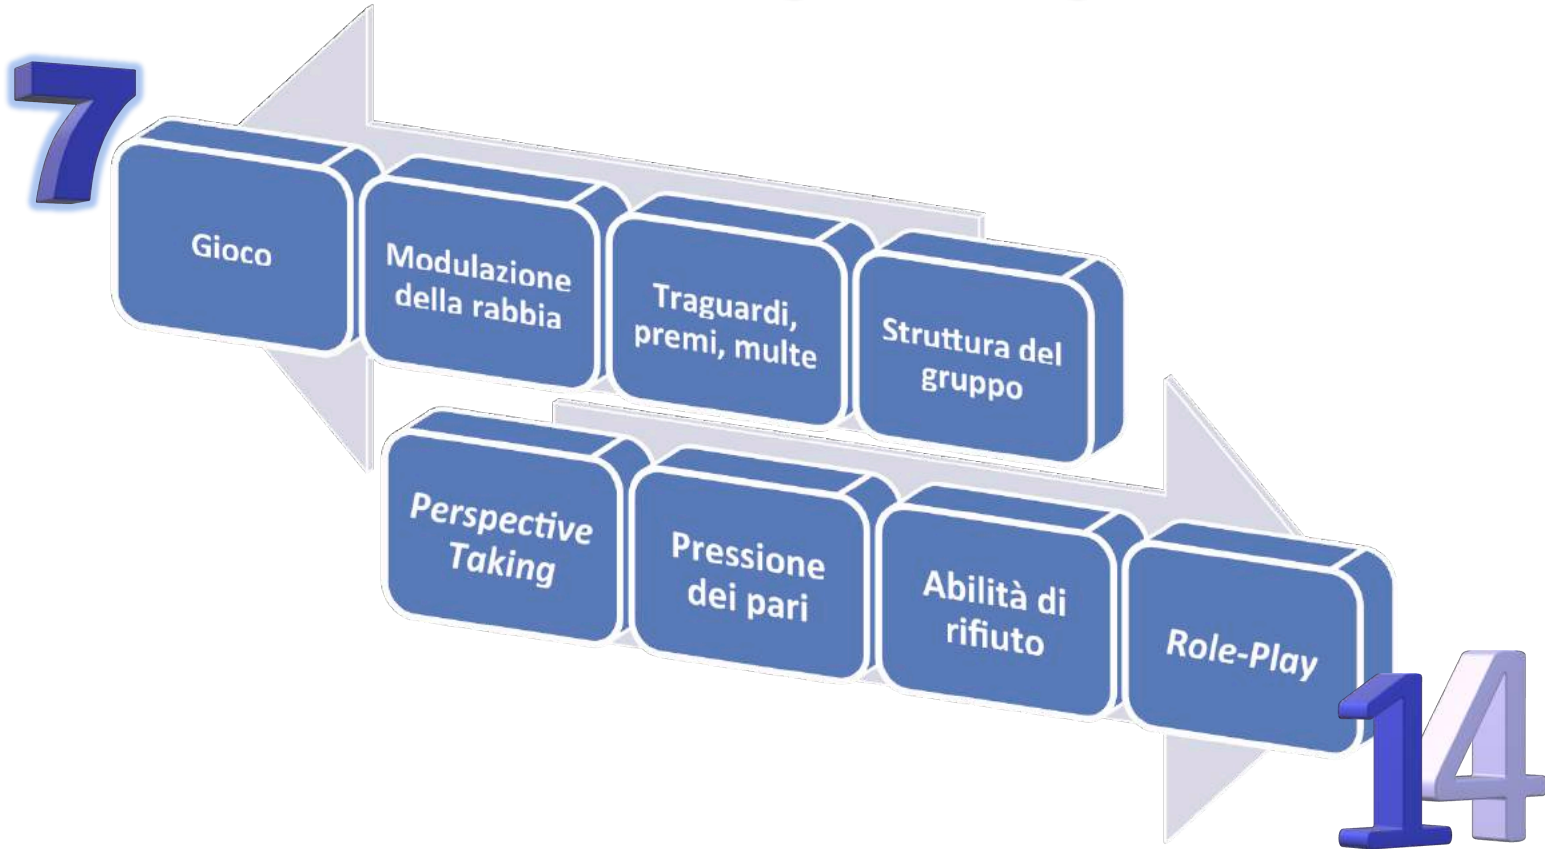 7
Gioco
Modulazione
della rabbia
Traguardi,
premi, multe
Struttura del
gruppo
Perspective
Taking
Pressione
dei pari
Abilità di
rifiuto
Role-Play
14